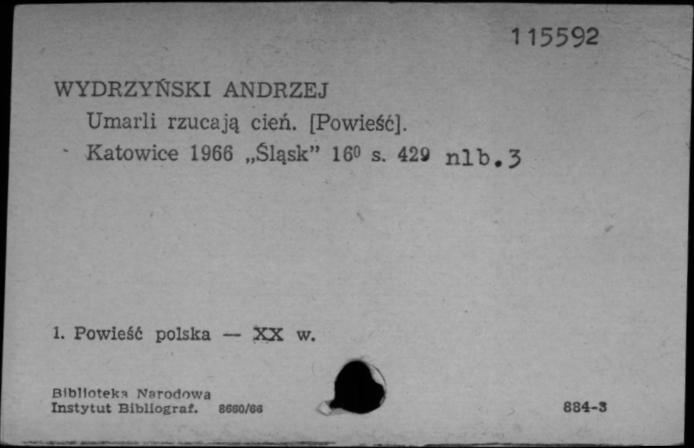 115592
WYDRZYŃSKI ANDRZEJ
Umarli rzucają cień. [Powieść].
Katowice 1966 „Śląsk” 16⁰ s. 429 nlb. 3
1. Powieść polska — XX w.
Biblioteka Narodowa
Instytut Bibliograf. 8660/66
884-3